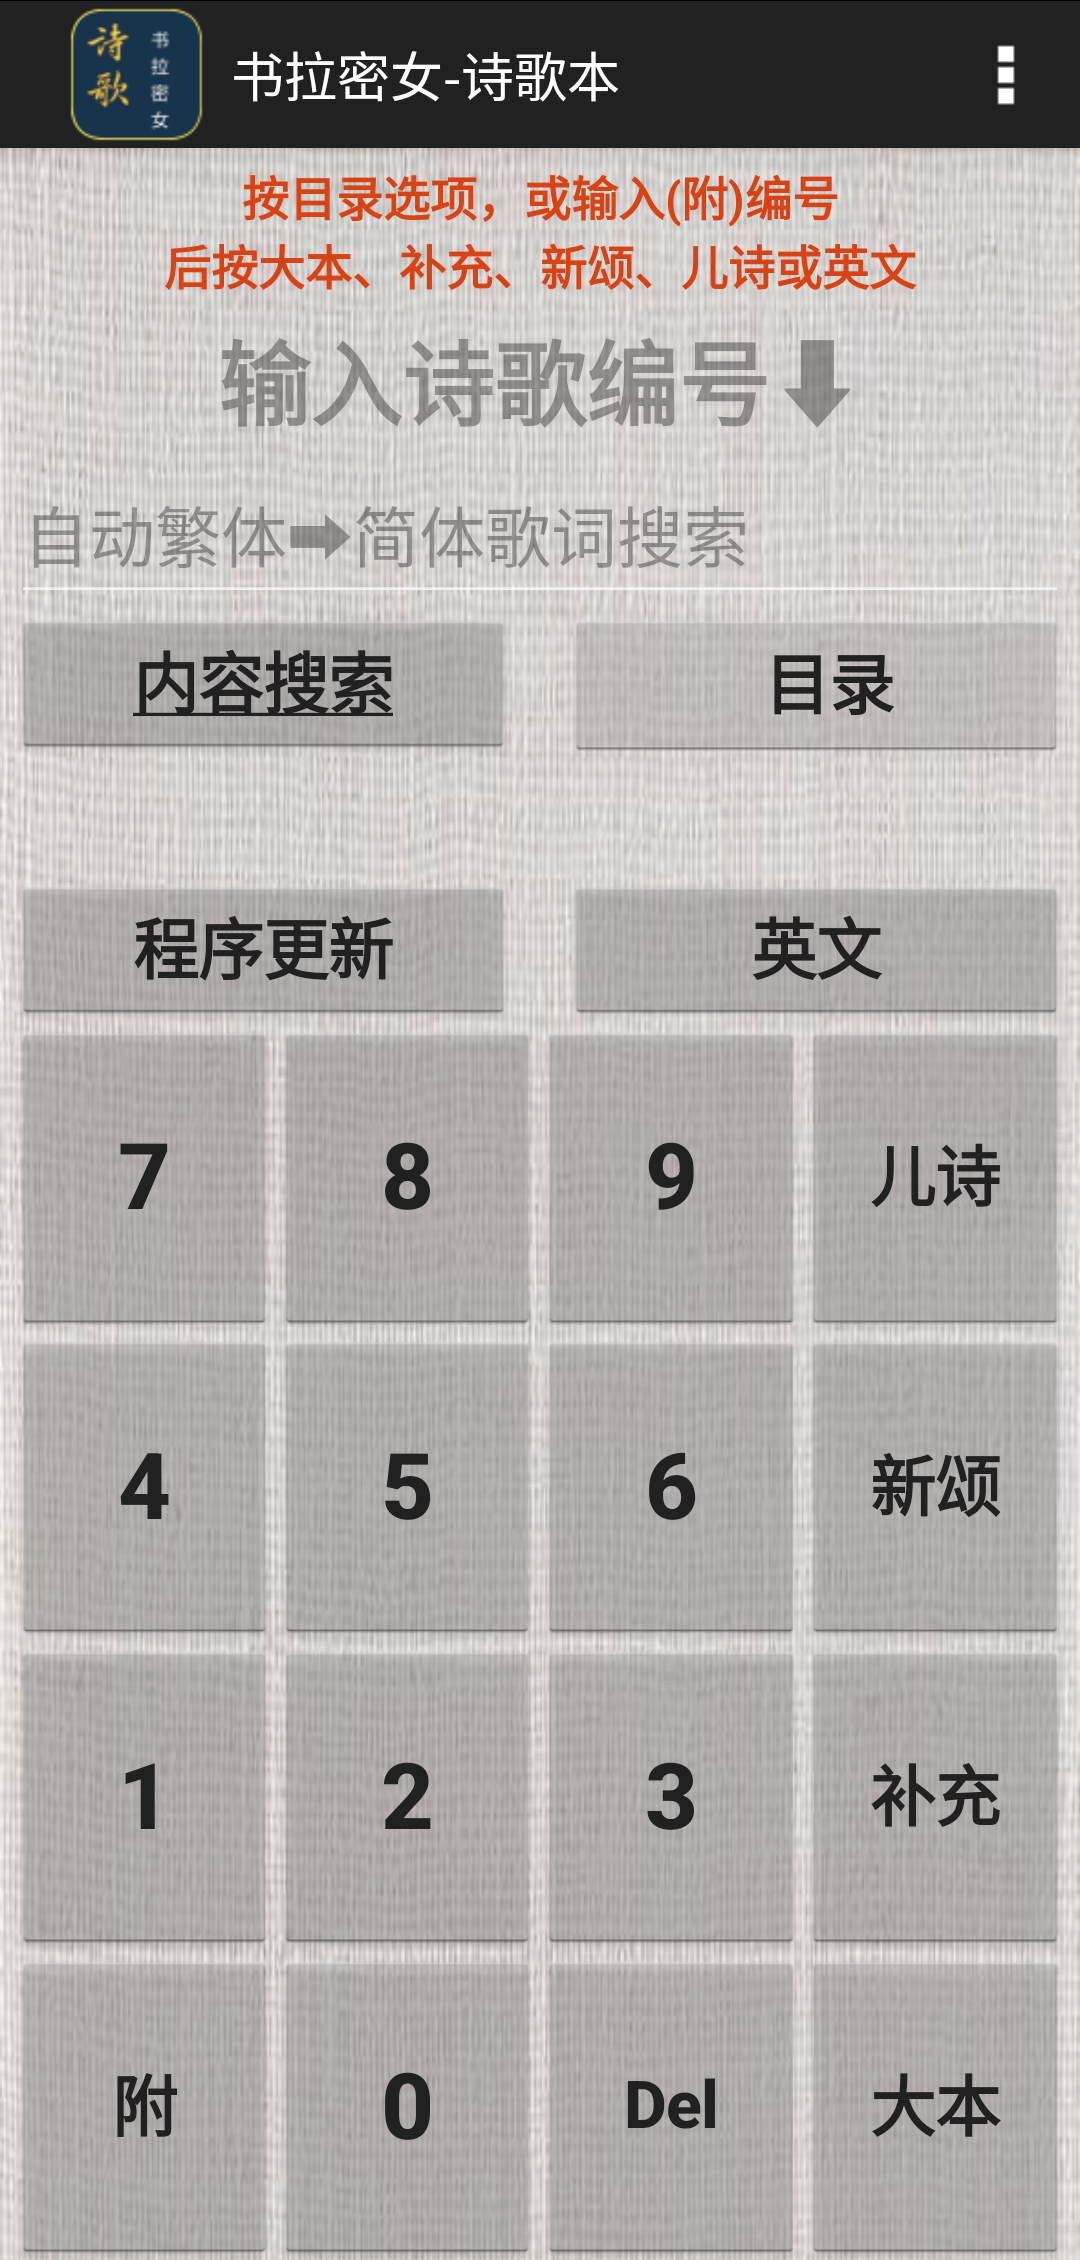 诗歌
书拉密女
书拉密女-诗歌本
按目录选项，或输入(附)编号
后按大本、补充、新颂、儿诗或英文
输入诗歌编号⬇
自动繁体➡简体歌词搜索
内容搜索 目录
程序更新 英文
7 8 9 儿诗
4 5 6 新颂
1 2 3 补充
附 0 Del 大本